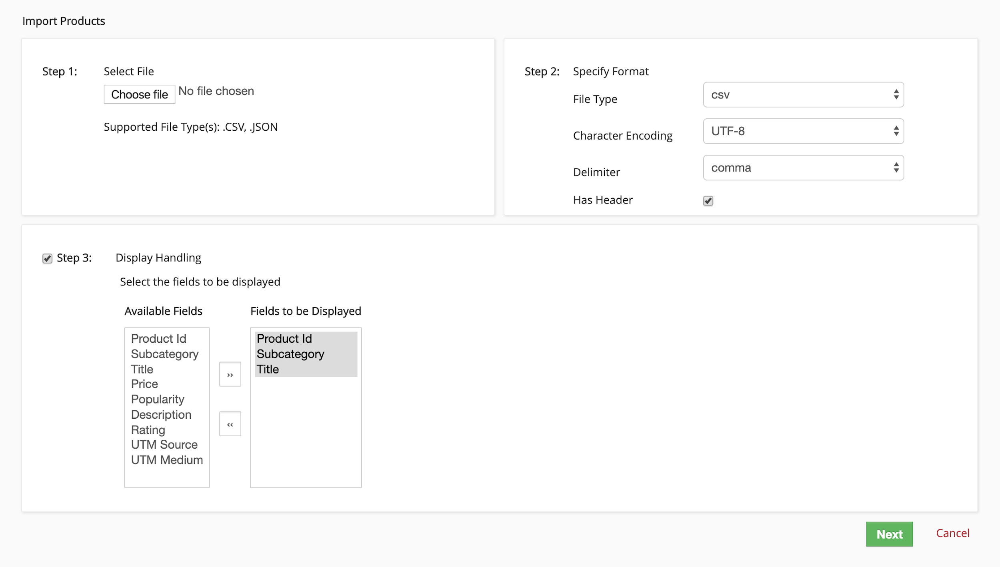 Import Products
Step 1: Select File
Choose file No file chosen
Supported File Type(s): .CSV, .JSON
Step 2: Specify Format
File Type csv
Character Encoding UTF-8
Delimiter comma
Has Header
Step 3: Display Handling
Select the fields to be displayed
Available Fields
Product Id
Subcategory
Title
Price
Popularity
Description
Rating
UTM Source
UTM Medium
››
‹‹
Fields to be Displayed
Product Id
Subcategory
Title
Next Cancel